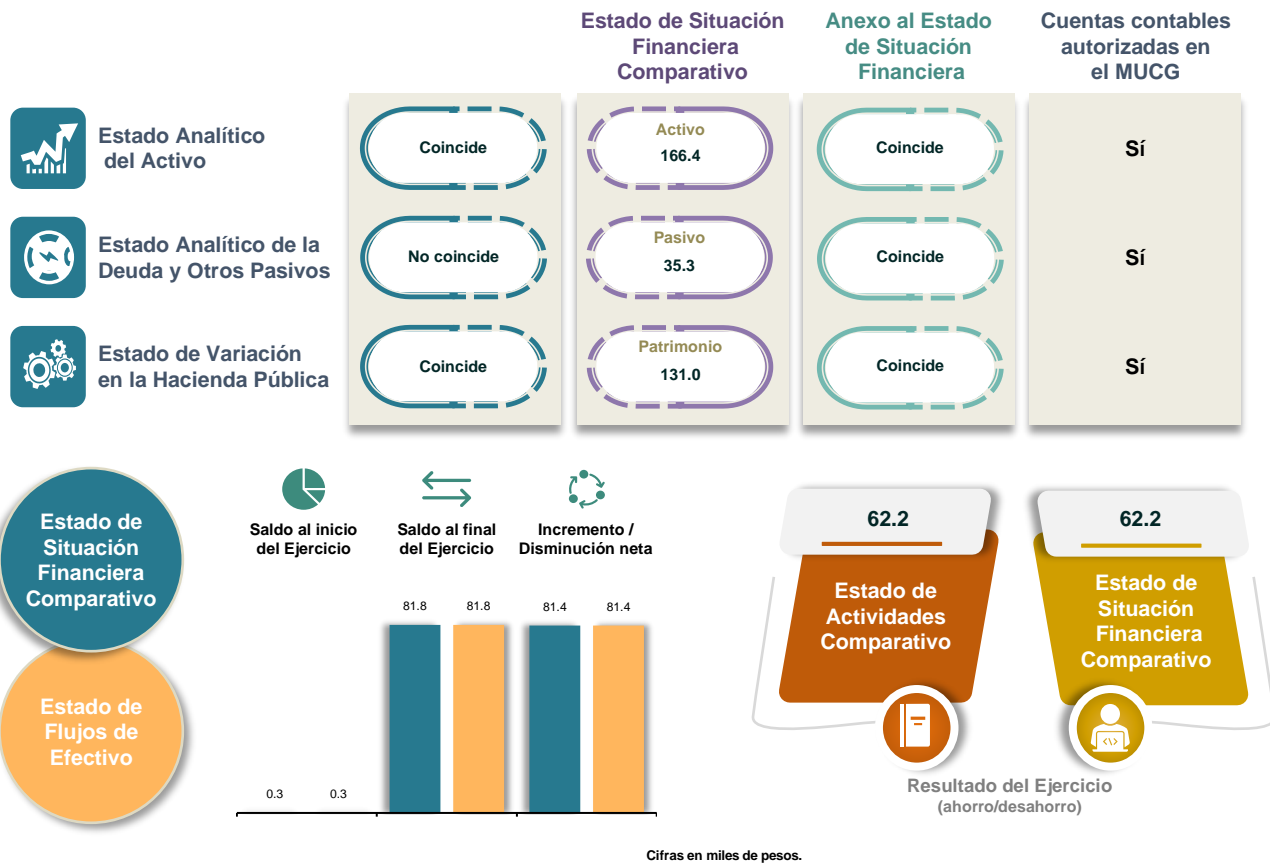 Estado de Situación
Financiera
Comparativo
Anexo al Estado
de Situación
Financiera
Cuentas contables
autorizadas en
el MUCG
Estado Analítico
del Activo
Coincide
Activo
166.4
Coincide
Sí
Estado Analítico de la
Deuda y Otros Pasivos
No coincide
Pasivo
35.3
Coincide
Sí
Estado de Variación
en la Hacienda Pública
Coincide
Patrimonio
131.0
Coincide
Sí
Estado de
Situación
Financiera
Comparativo
Estado de
Flujos de
Efectivo
Saldo al inicio
del Ejercicio
Saldo al final
del Ejercicio
Incremento /
Disminución neta
0.3
0.3
81.8
81.8
81.4
81.4
62.2
Estado de
Actividades
Comparativo
62.2
Estado de
Situación
Financiera
Comparativo
Resultado del Ejercicio
(ahorro/desahorro)
Cifras en miles de pesos.